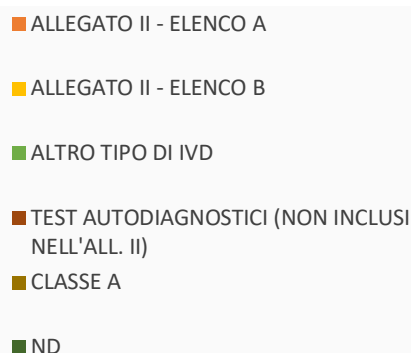 ALLEGATO II - ELENCO A
ALLEGATO II - ELENCO B
ALTRO TIPO DI IVD
TEST AUTODIAGNOSTICI (NON INCLUSI
NELL'ALL. II)
CLASSE A
ND